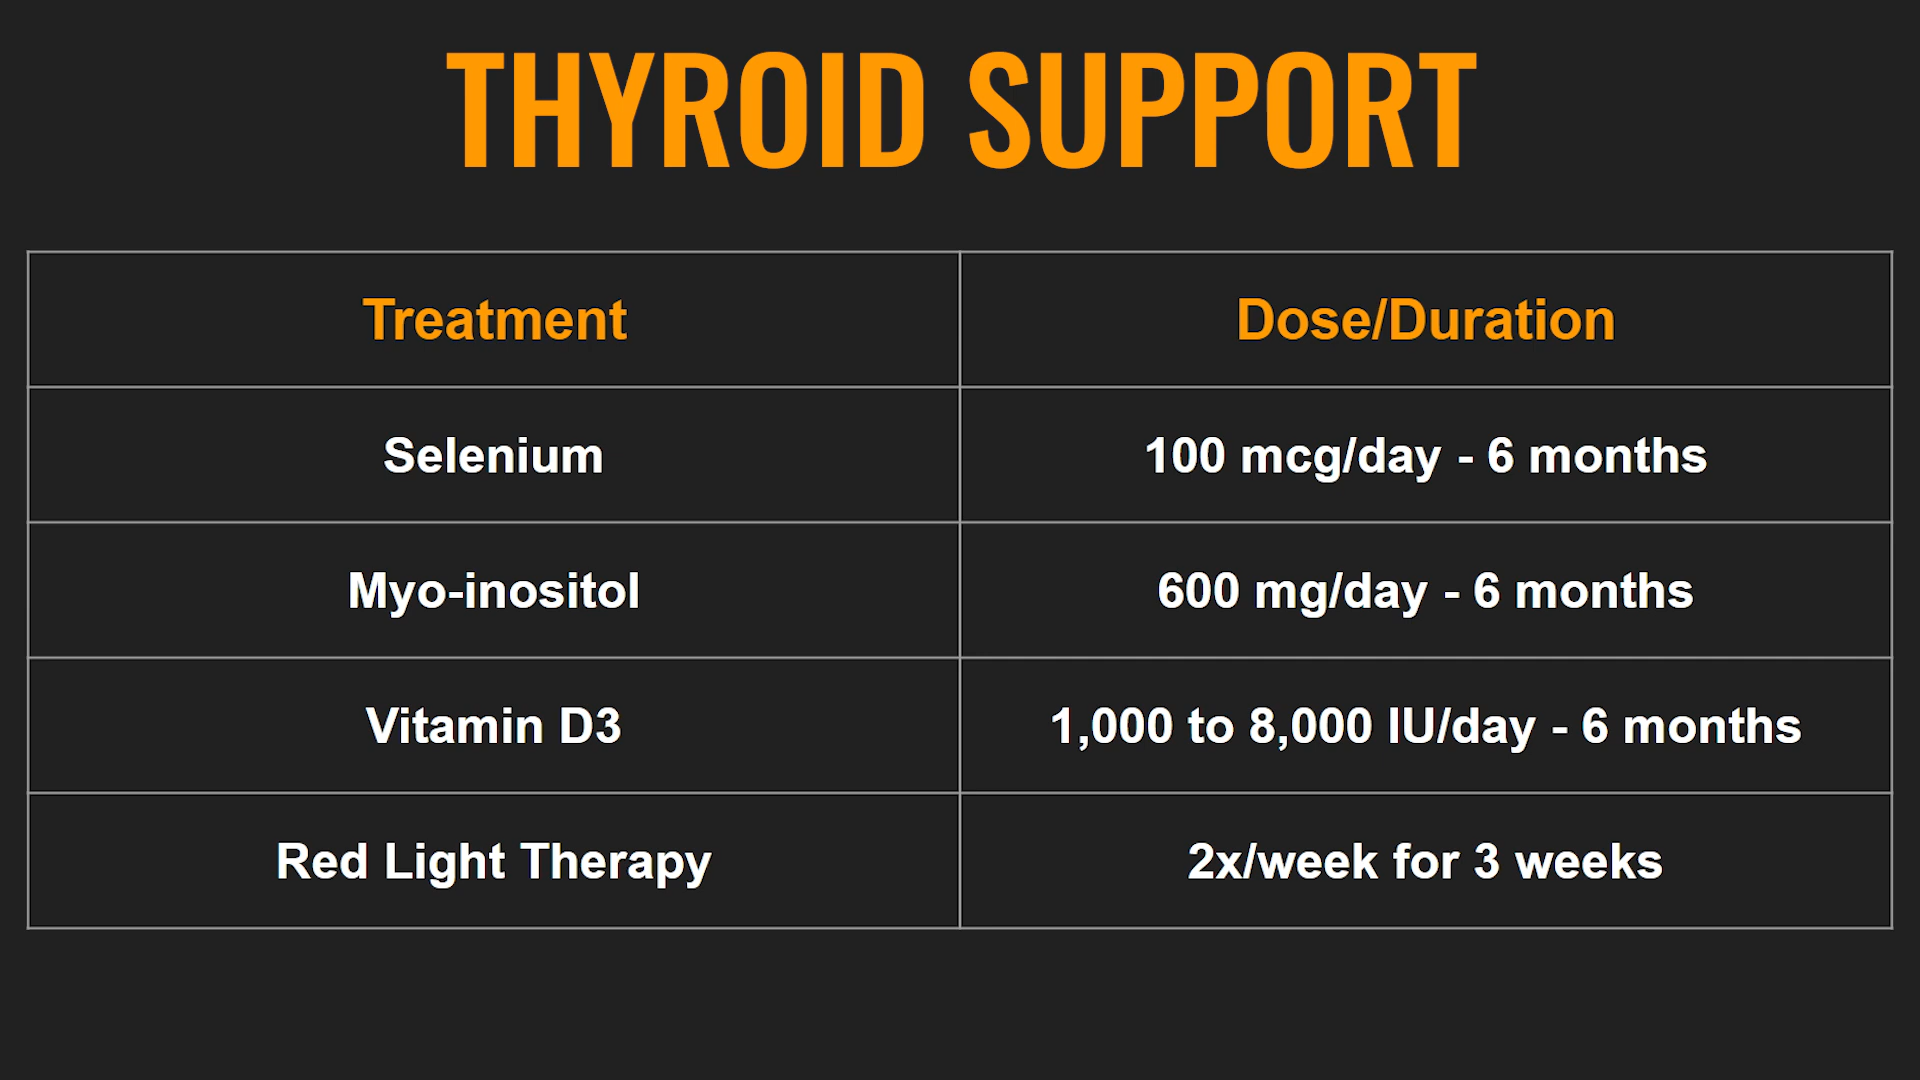 THYROID SUPPORT
Treatment
Dose/Duration
Selenium
100 mcg/day - 6 months
Myo-inositol
600 mg/day - 6 months
Vitamin D3
1,000 to 8,000 IU/day - 6 months
Red Light Therapy
2x/week for 3 weeks